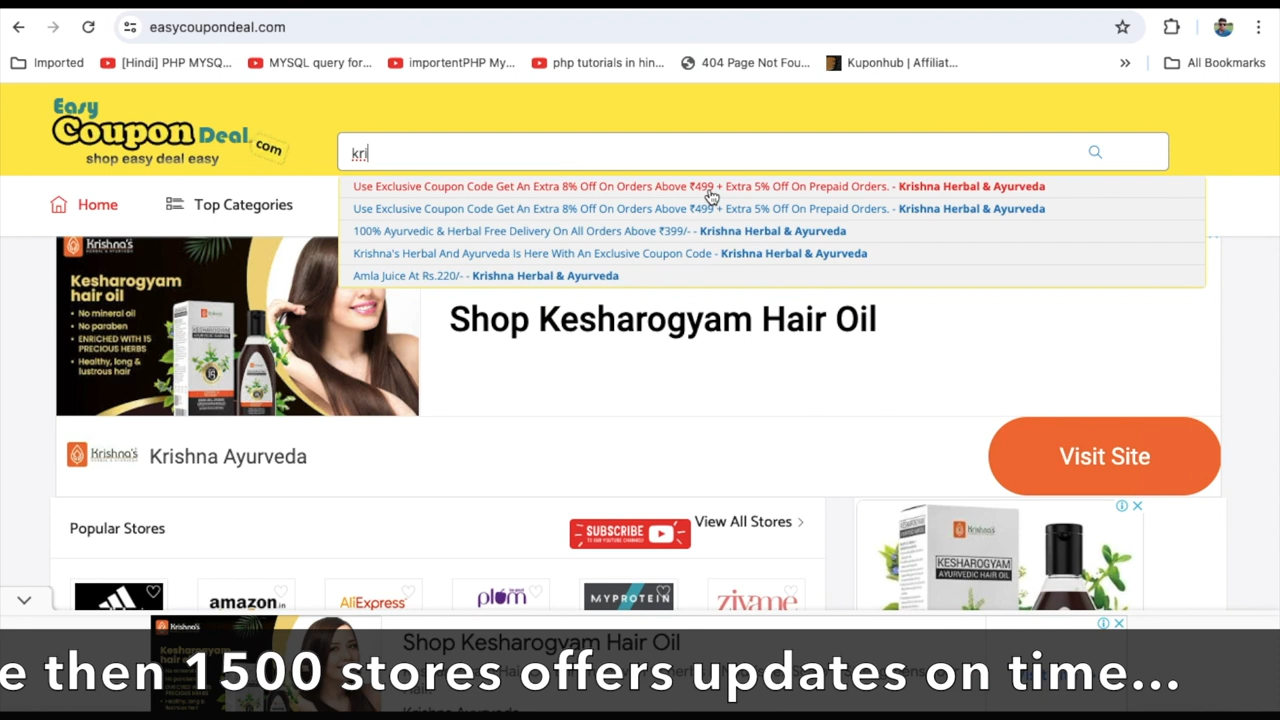 easycoupondeal.com
Imported
[Hindi] PHP MYSQ...
MYSQL query for...
importentPHP My...
php tutorials in hin...
404 Page Not Fou...
Kuponhub | Affiliat...
»
All Bookmarks
Easy
Coupon Deal .com
shop easy deal easy
kri
Use Exclusive Coupon Code Get An Extra 8% Off On Orders Above ₹499 + Extra 5% Off On Prepaid Orders. - Krishna Herbal & Ayurveda
Use Exclusive Coupon Code Get An Extra 8% Off On Orders Above ₹499 + Extra 5% Off On Prepaid Orders. - Krishna Herbal & Ayurveda
100% Ayurvedic & Herbal Free Delivery On All Orders Above ₹399/- - Krishna Herbal & Ayurveda
Krishna's Herbal And Ayurveda Is Here With An Exclusive Coupon Code - Krishna Herbal & Ayurveda
Amla Juice At Rs.220/- - Krishna Herbal & Ayurveda
Home
Top Categories
Krishna's
Kesharogyam
hair oil
• No mineral oil
• No paraben
• ENRICHED WITH 15
PRECIOUS HERBS
• Healthy, long &
lustrous hair
Shop Kesharogyam Hair Oil
Krishna's
Krishna Ayurveda
Visit Site
Popular Stores
SUBSCRIBE
View All Stores
amazon.in
AliExpress
plum
MYPROTEIN
zivame
Krishna's
KESHAROGYAM
AYURVEDIC HAIR OIL
Krishna's
Shop Kesharogyam Hair Oil
e then 1500 stores offers updates on time...